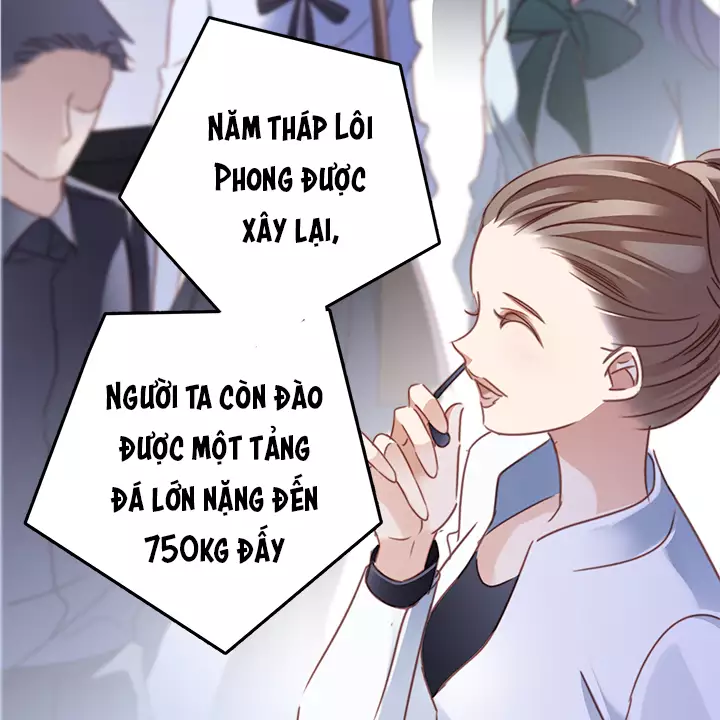 NĂM THÁP LÔI
PHONG ĐƯỢC
XÂY LẠI,
NGƯỜI TA CÒN ĐÀO
ĐƯỢC MỘT TẢNG
ĐÁ LỚN NẶNG ĐẾN
750KG ĐẤY